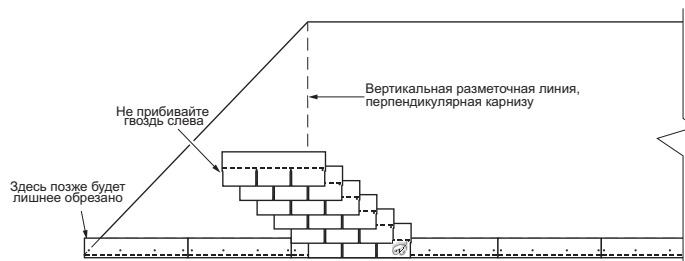 Вертикальная разметочная линия,
перпендикулярная карнизу
Не прибивайте
гвоздь слева
Здесь позже будет
лишнее обрезано